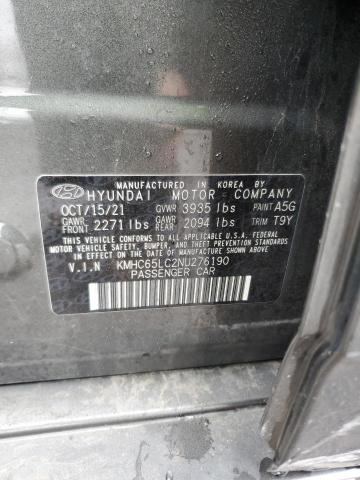 MANUFACTURED IN KOREA BY
HYUNDAI MOTOR COMPANY
OCT/15/21 GVWR 3935 lbs PAINT A5G
GAWR FRONT 2271 lbs GAWR REAR 2094 lbs TRIM T9Y
THIS VEHICLE CONFORMS TO ALL APPLICABLE U.S.A. FEDERAL
MOTOR VEHICLE SAFETY, BUMPER, AND THEFT PREVENTION STANDARDS
IN EFFECT ON THE DATE OF MANUFACTURE SHOWN ABOVE.
V.I.N KMHC65LC2NU276190
PASSENGER CAR